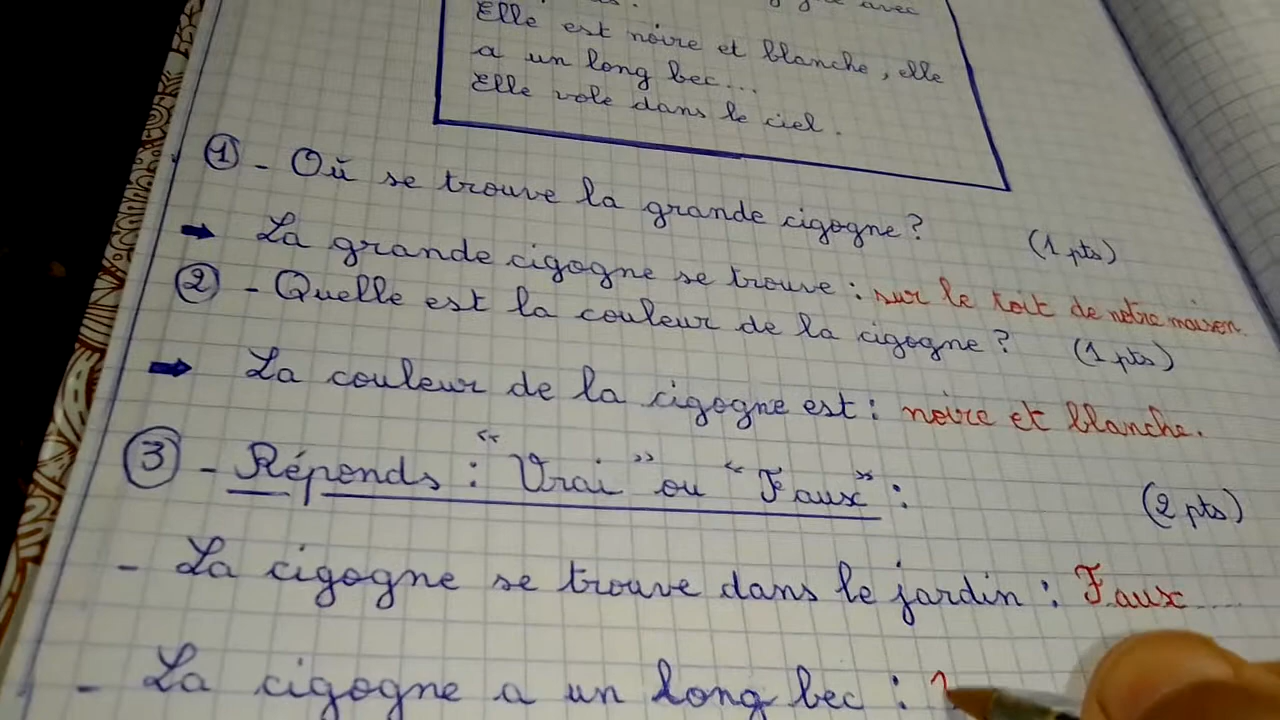 avec
Elle est noire et blanche, elle
a un long bec...
Elle vole dans le ciel.
① - Où se trouve la grande cigogne? (1 pts)
→ La grande cigogne se trouve : sur le toit de notre maison.
② - Quelle est la couleur de la cigogne? (1 pts)
→ La couleur de la cigogne est : noire et blanche.
③ - Réponds : "Vrai" ou "Faux" : (2 pts)
- La cigogne se trouve dans le jardin : Faux...
- La cigogne a un long bec :